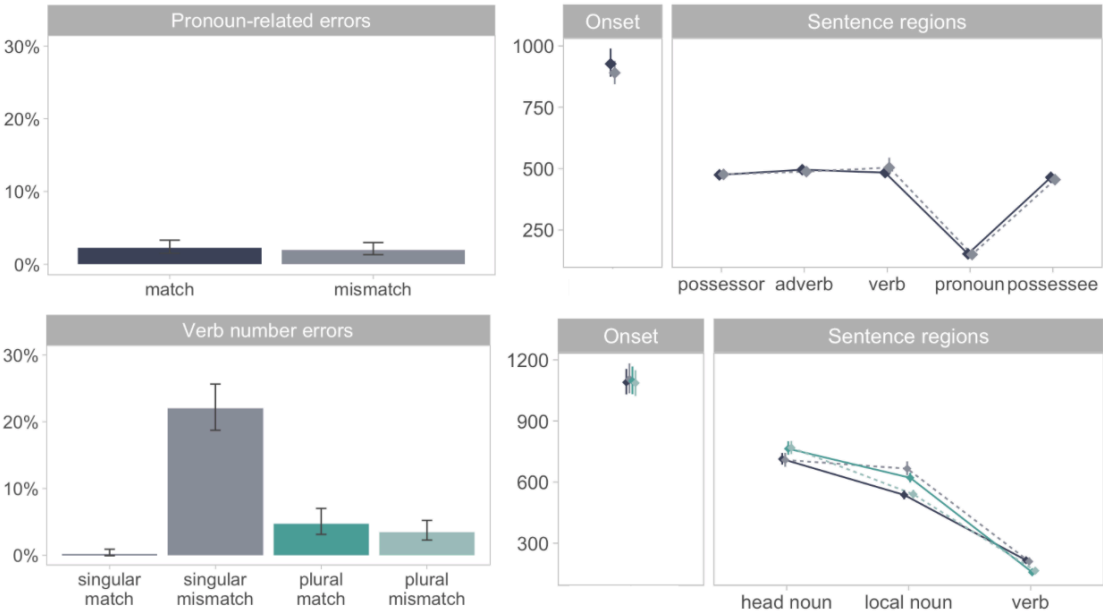 Pronoun-related errors
30%
20%
10%
0%
match mismatch
Onset Sentence regions
1000
750
500
250
possessor adverb verb pronoun possessee
Verb number errors
30%
20%
10%
0%
singular match
singular mismatch
plural match
plural mismatch
Onset Sentence regions
1200
900
600
300
head noun local noun verb